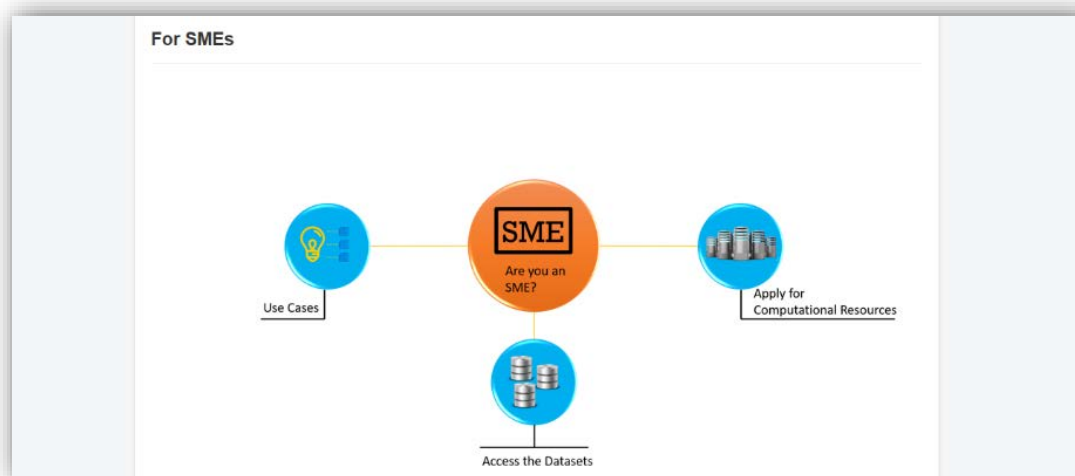 For SMEs
SME
Are you an
SME?
Use Cases
Apply for
Computational Resources
Access the Datasets